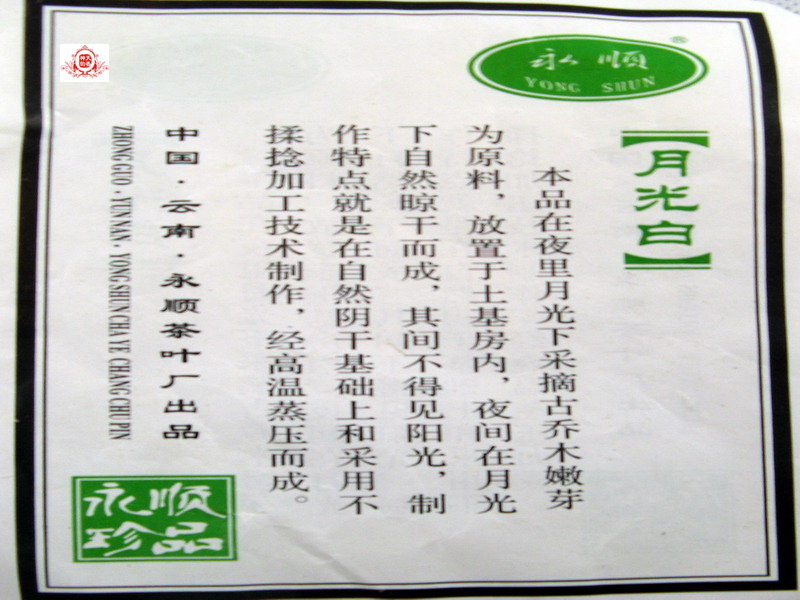 永顺
YONG SHUN
®
【月光白】
本品在夜里月光下采摘古乔木嫩芽
为原料，放置于土基房内，夜间在月光
下自然晾干而成，其间不得见阳光，制
作特点就是在自然阴干基础上和采用不
揉捻加工技术制作，经高温蒸压而成。
中国·云南·永顺茶叶厂出品
ZHONG GUO·YUN NAN·YONG SHUN CHA YE CHANG CHU PIN
永顺
珍品